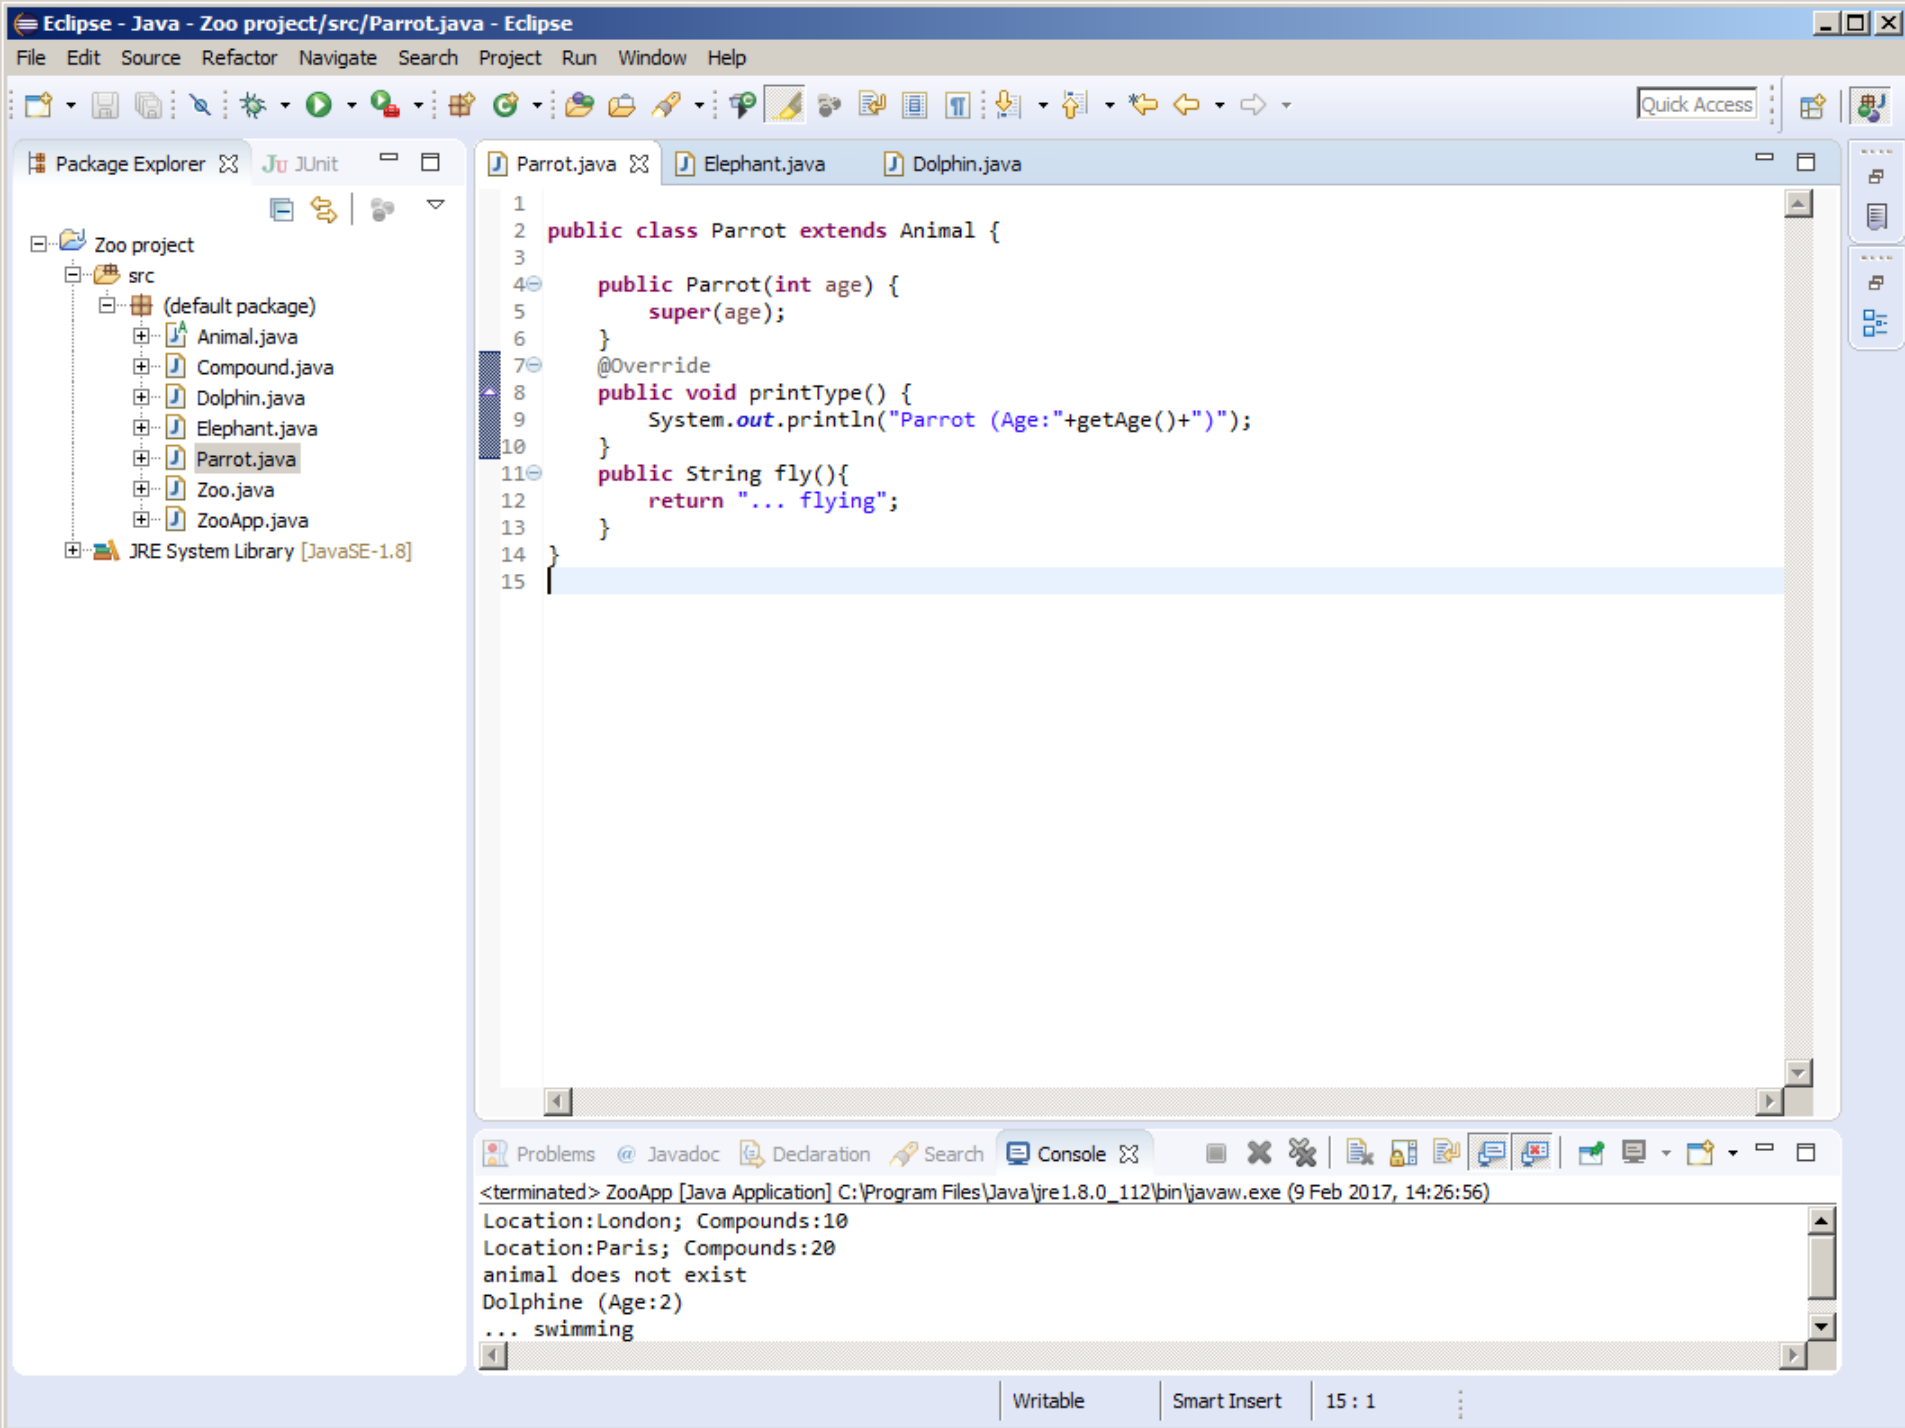 Eclipse - Java - Zoo project/src/Parrot.java - Eclipse
File Edit Source Refactor Navigate Search Project Run Window Help
Quick Access
Package Explorer JUnit
Parrot.java Elephant.java Dolphin.java
Zoo project
src
(default package)
Animal.java
Compound.java
Dolphin.java
Elephant.java
Parrot.java
Zoo.java
ZooApp.java
JRE System Library [JavaSE-1.8]
1
2 public class Parrot extends Animal {
3
4 public Parrot(int age) {
5 super(age);
6 }
7 @Override
8 public void printType() {
9 System.out.println("Parrot (Age:"+getAge()+")");
10 }
11 public String fly(){
12 return "... flying";
13 }
14 }
15
Problems @ Javadoc Declaration Search Console
<terminated> ZooApp [Java Application] C:\Program Files\Java\jre1.8.0_112\bin\javaw.exe (9 Feb 2017, 14:26:56)
Location:London; Compounds:10
Location:Paris; Compounds:20
animal does not exist
Dolphine (Age:2)
... swimming
Writable Smart Insert 15 : 1